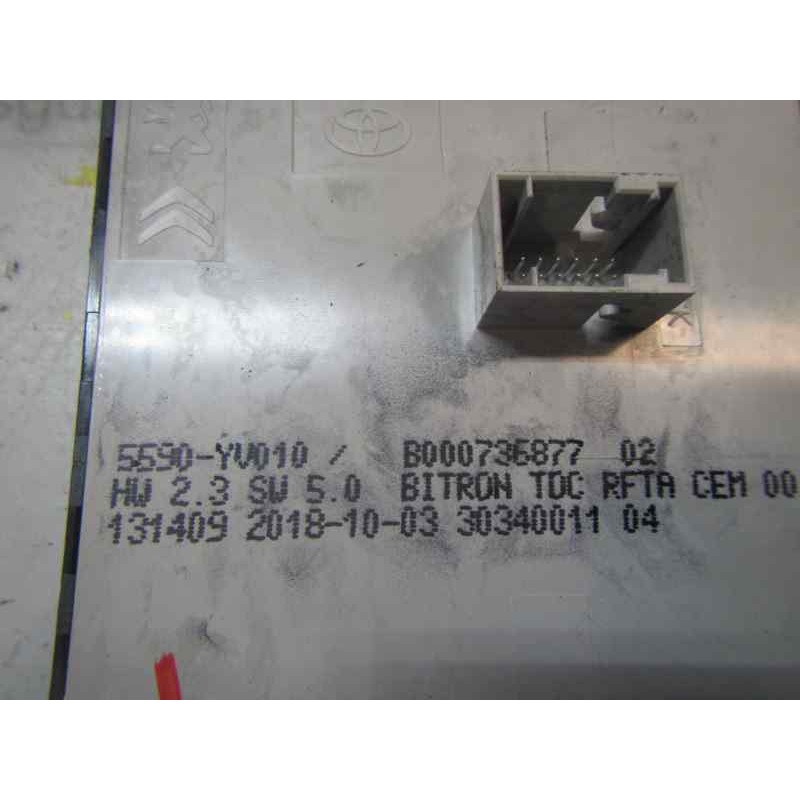 5590-YV010 / B000736877 02
HW 2.3 SW 5.0 BITRON TDC RFTA CEM 00
131409 2018-10-03 30340011 04